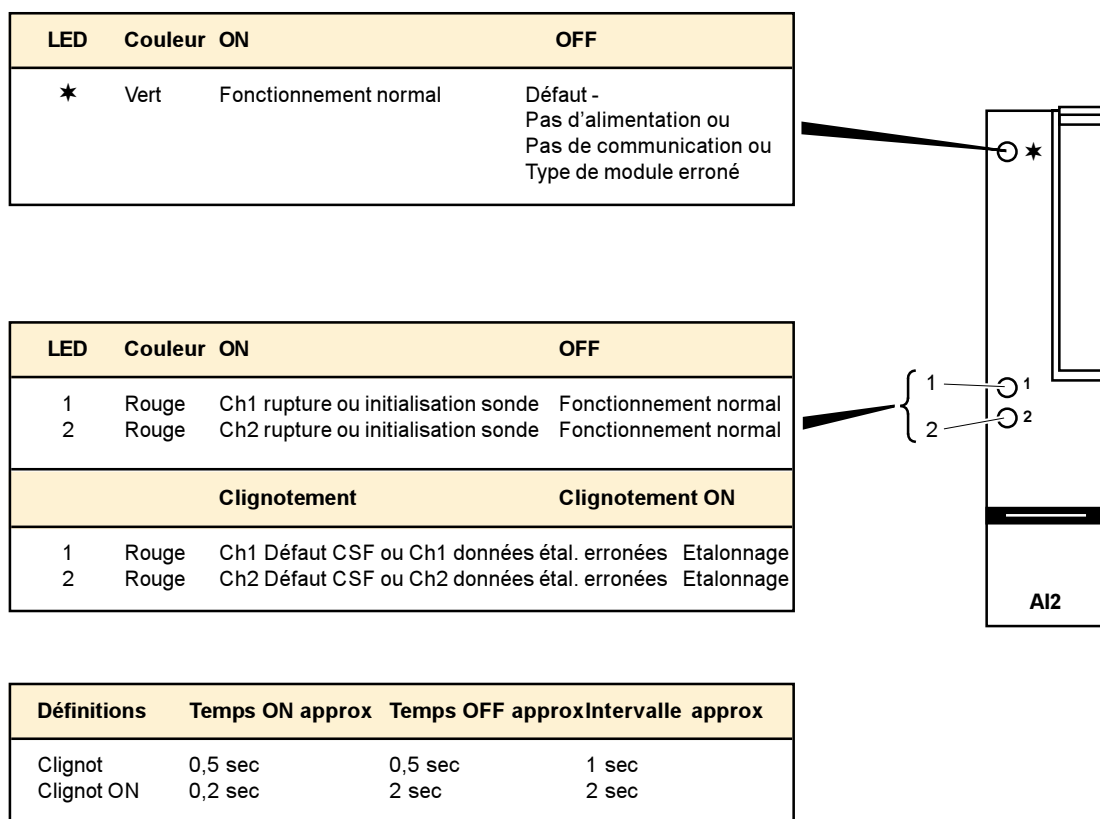 LED Couleur ON OFF
✶ Vert Fonctionnement normal Défaut -
Pas d’alimentation ou
Pas de communication ou
Type de module erroné
✶
LED Couleur ON OFF
1 Rouge Ch1 rupture ou initialisation sonde Fonctionnement normal
2 Rouge Ch2 rupture ou initialisation sonde Fonctionnement normal
Clignotement Clignotement ON
1 Rouge Ch1 Défaut CSF ou Ch1 données étal. erronées Etalonnage
2 Rouge Ch2 Défaut CSF ou Ch2 données étal. erronées Etalonnage
1 1
2 2
AI2
Définitions Temps ON approx Temps OFF approxIntervalle approx
Clignot 0,5 sec 0,5 sec 1 sec
Clignot ON 0,2 sec 2 sec 2 sec